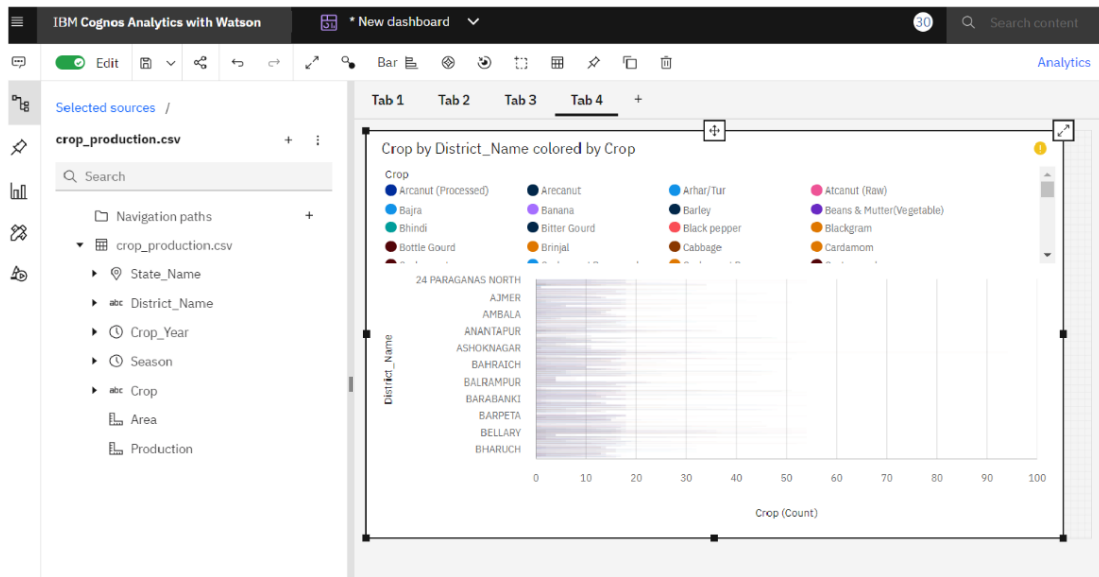 IBM Cognos Analytics with Watson
* New dashboard
30
Search content
Edit
Bar
Analytics
Selected sources /
crop_production.csv
Search
Navigation paths
crop_production.csv
State_Name
abc District_Name
Crop_Year
Season
abc Crop
Area
Production
Tab 1 Tab 2 Tab 3 Tab 4 +
Crop by District_Name colored by Crop
Crop
Arcanut (Processed) Arecanut Arhar/Tur Atcanut (Raw)
Bajra Banana Barley Beans & Mutter(Vegetable)
Bhindi Bitter Gourd Black pepper Blackgram
Bottle Gourd Brinjal Cabbage Cardamom
District_Name
24 PARAGANAS NORTH
AJMER
AMBALA
ANANTAPUR
ASHOKNAGAR
BAHRAICH
BALRAMPUR
BARABANKI
BARPETA
BELLARY
BHARUCH
0 10 20 30 40 50 60 70 80 90 100
Crop (Count)